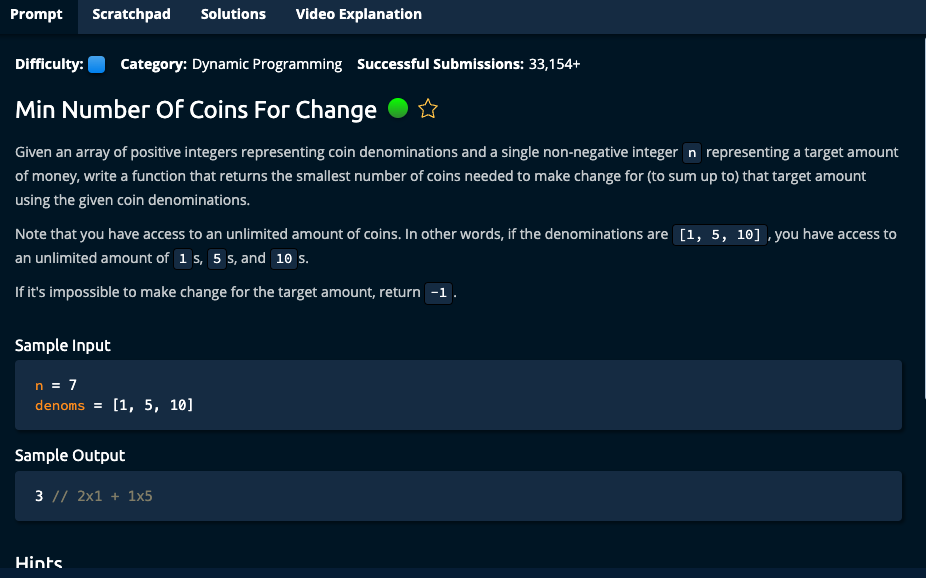 Prompt Scratchpad Solutions Video Explanation
Difficulty: Category: Dynamic Programming Successful Submissions: 33,154+
Min Number Of Coins For Change
Given an array of positive integers representing coin denominations and a single non-negative integer n representing a target amount
of money, write a function that returns the smallest number of coins needed to make change for (to sum up to) that target amount
using the given coin denominations.
Note that you have access to an unlimited amount of coins. In other words, if the denominations are [1, 5, 10], you have access to
an unlimited amount of 1 s, 5 s, and 10 s.
If it's impossible to make change for the target amount, return -1.
Sample Input
n = 7
denoms = [1, 5, 10]
Sample Output
3 // 2x1 + 1x5
Hints